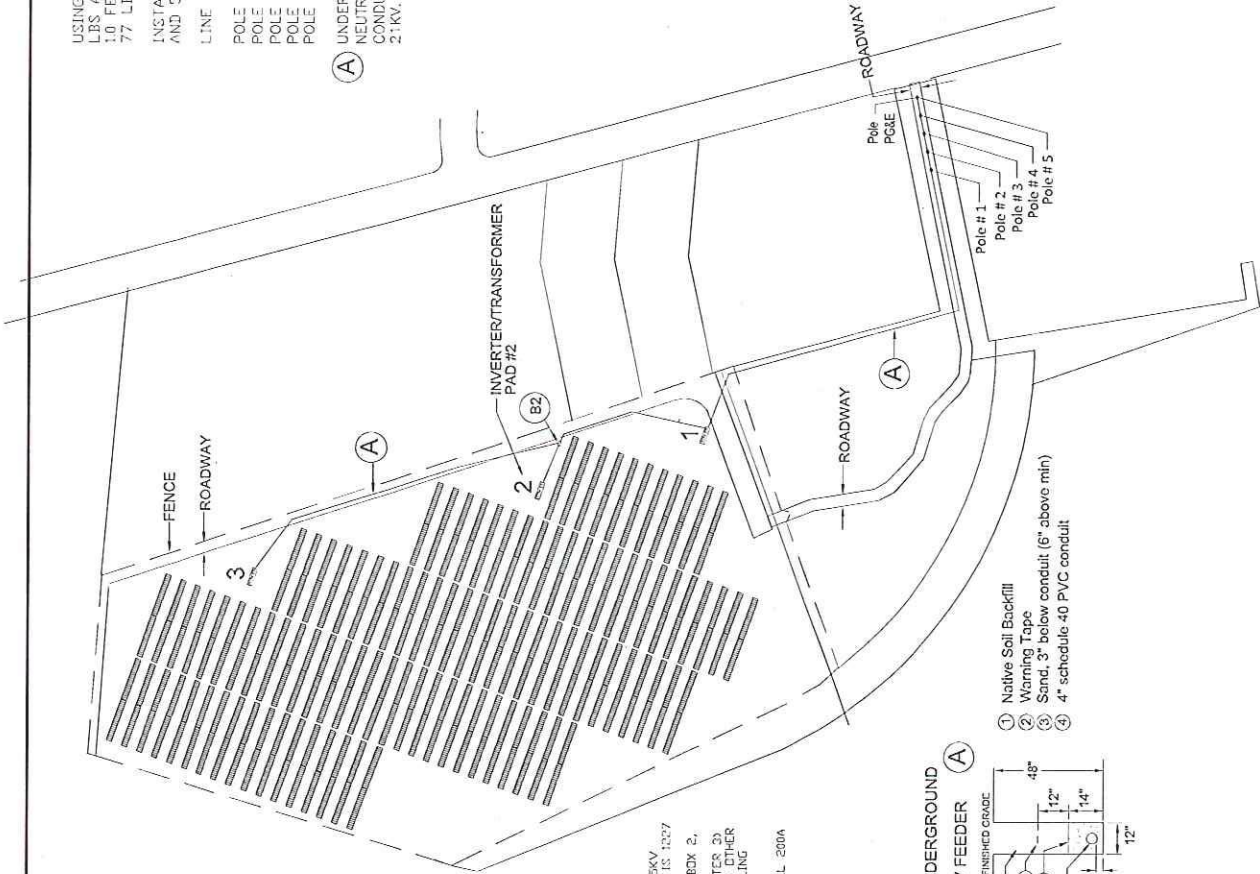 USING
LBS A
1.0 FE
77 LI
INSTA
LINE
POLE
POLE
POLE
POLE
POLE
A
UNDER
NEUTR
CONDU
21KV.
ROADWAY
Pole
PG&E
Pole # 1
Pole # 2
Pole # 3
Pole # 4
Pole # 5
INVERTER/TRANSFORMER
PAD #2
B2
A
FENCE
ROADWAY
1
2
3
A
ROADWAY
5KV
IS 1227
BOX 2,
TER 3)
OTHER
ING
L 200A
DERGROUND
FEEDER
A
FINISHED GRADE
48"
12"
14"
12"
1 Native Soil Backfill
2 Warning Tape
3 Sand, 3" below conduit (6" above min)
4 4" schedule 40 PVC conduit